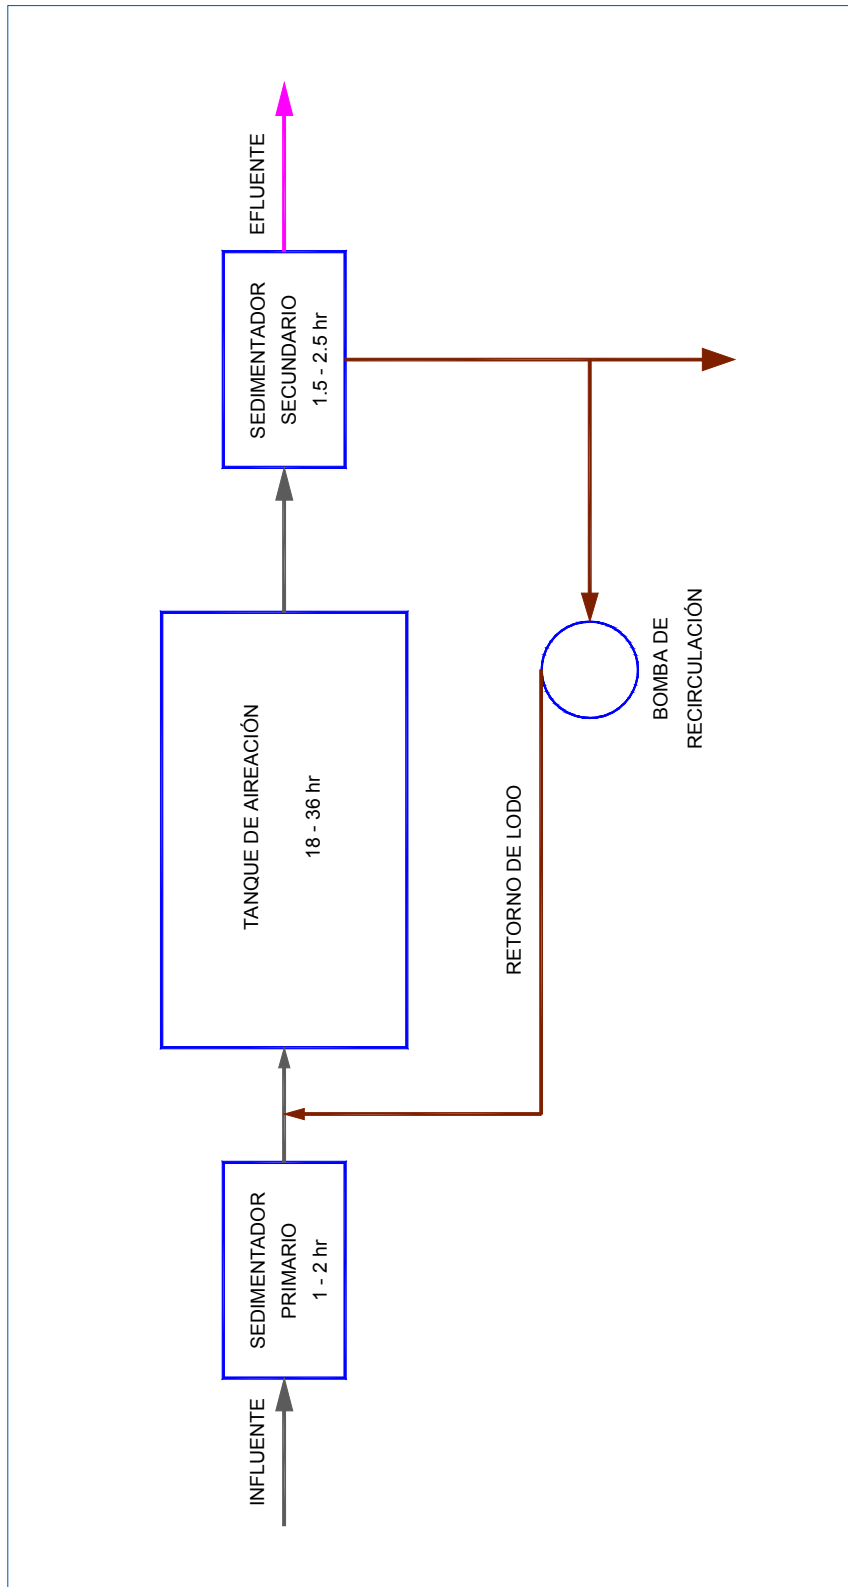 INFLUENTE
SEDIMENTADOR
PRIMARIO
1 - 2 hr
TANQUE DE AIREACIÓN
18 - 36 hr
SEDIMENTADOR
SECUNDARIO
1.5 - 2.5 hr
EFLUENTE
RETORNO DE LODO
BOMBA DE
RECIRCULACIÓN